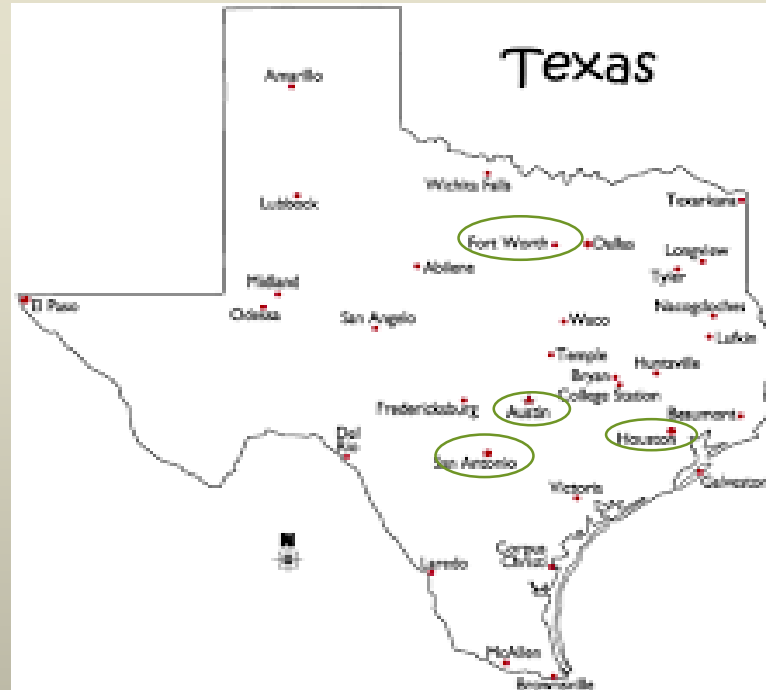 Texas
Amarillo
Wichita Falls
Lubbock
Texarkana
Fort Worth
Dallas
Longview
Abilene
Tyler
Midland
El Paso
Odessa
San Angelo
Waco
Nacogdoches
Lufkin
Temple
Huntsville
Bryan
College Station
Fredericksburg
Austin
Beaumont
Del
Rio
Houston
San Antonio
Galveston
Victoria
N
Corpus
Christi
Laredo
McAllen
Brownsville